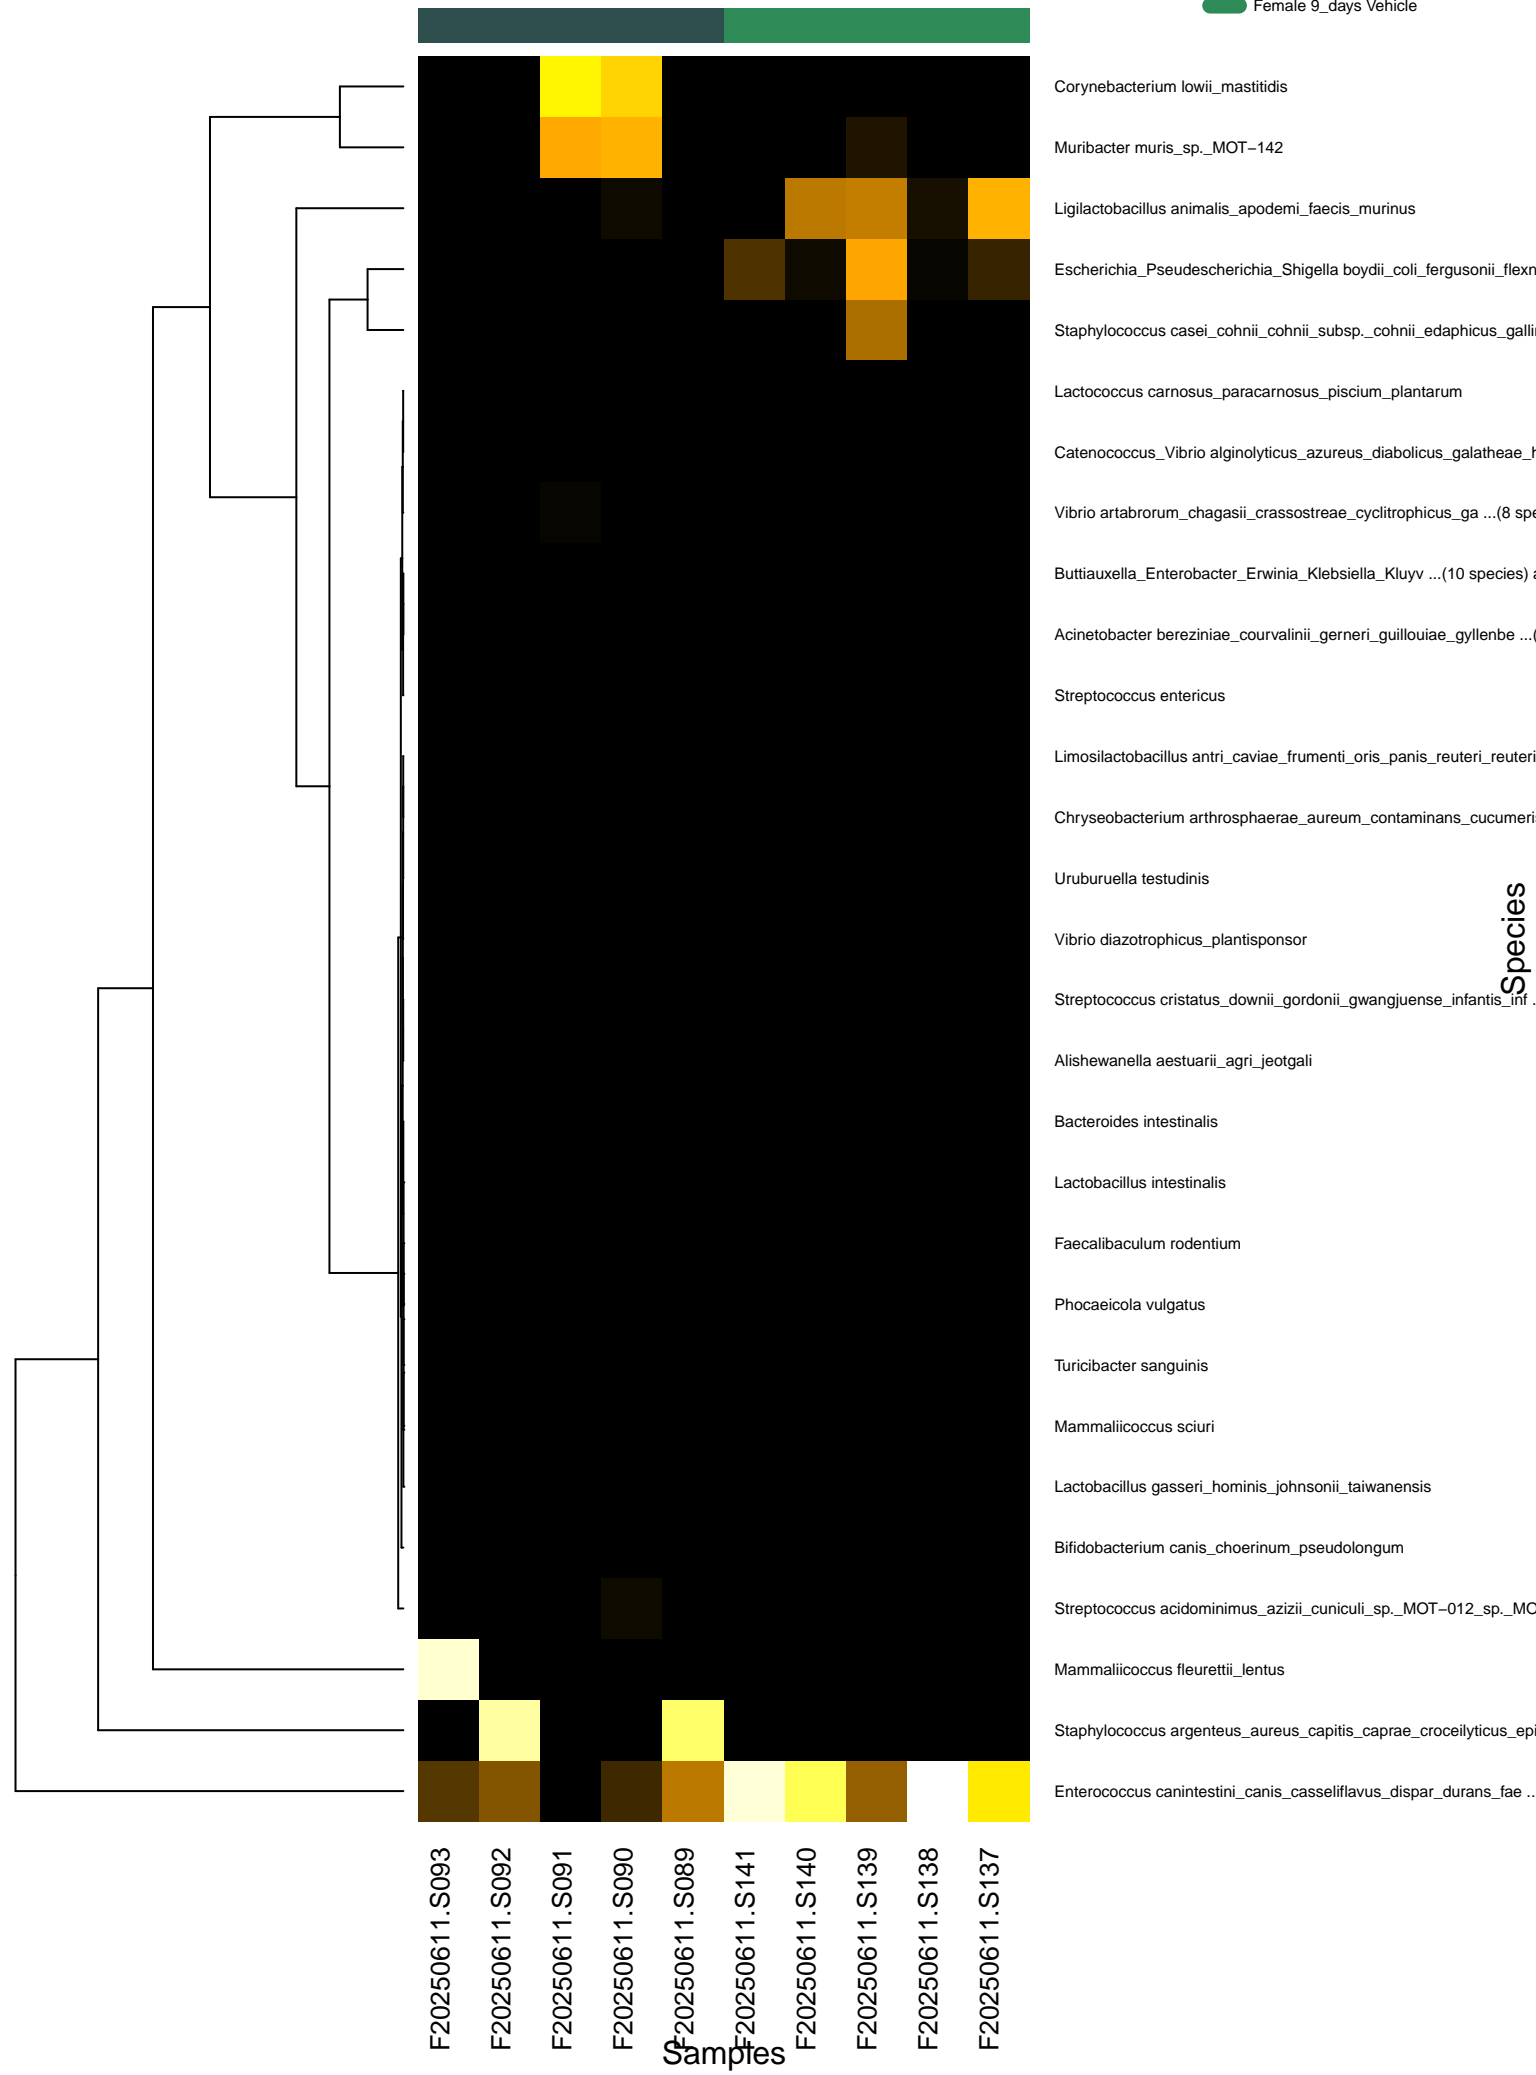 Female 9_days Vehicle
Corynebacterium lowii_mastitidis
Muribacter muris_sp._MOT−142
Ligilactobacillus animalis_apodemi_faecis_murinus
Escherichia_Pseudescherichia_Shigella boydii_coli_fergusonii_flexn
Staphylococcus casei_cohnii_cohnii_subsp._cohnii_edaphicus_galli
Lactococcus carnosus_paracarnosus_piscium_plantarum
Catenococcus_Vibrio alginolyticus_azureus_diabolicus_galatheae_h
Vibrio artabrorum_chagasii_crassostreae_cyclitrophicus_ga ...(8 spe
Buttiauxella_Enterobacter_Erwinia_Klebsiella_Kluyv ...(10 species) a
Acinetobacter bereziniae_courvalinii_gerneri_guillouiae_gyllenbe ...(
Streptococcus entericus
Limosilactobacillus antri_caviae_frumenti_oris_panis_reuteri_reuteri
Chryseobacterium arthrosphaerae_aureum_contaminans_cucumeris
Uruburuella testudinis
Vibrio diazotrophicus_plantisponsor
Streptococcus cristatus_downii_gordonii_gwangjuense_infantis_inf .
Alishewanella aestuarii_agri_jeotgali
Bacteroides intestinalis
Lactobacillus intestinalis
Faecalibaculum rodentium
Phocaeicola vulgatus
Turicibacter sanguinis
Mammaliicoccus sciuri
Lactobacillus gasseri_hominis_johnsonii_taiwanensis
Bifidobacterium canis_choerinum_pseudolongum
Streptococcus acidominimus_azizii_cuniculi_sp._MOT−012_sp._MO
Mammaliicoccus fleurettii_lentus
Staphylococcus argenteus_aureus_capitis_caprae_croceilyticus_epi
Enterococcus canintestini_canis_casseliflavus_dispar_durans_fae ..
Species
F20250611.S093
F20250611.S092
F20250611.S091
F20250611.S090
F20250611.S089
F20250611.S141
F20250611.S140
F20250611.S139
F20250611.S138
F20250611.S137
Samples